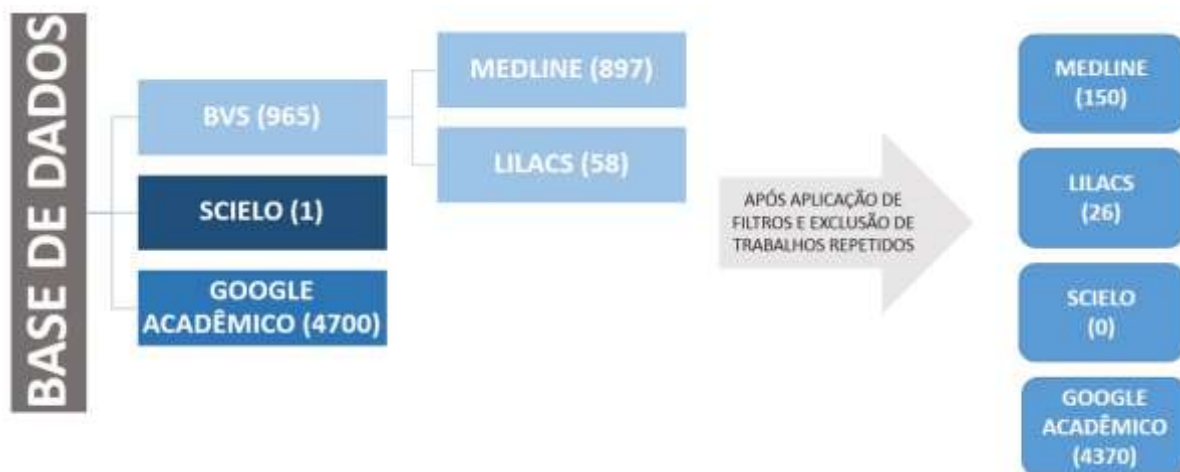 BASE DE DADOS
BVS (965)
SCIELO (1)
GOOGLE
ACADÊMICO (4700)
MEDLINE (897)
LILACS (58)
APÓS APLICAÇÃO DE
FILTROS E EXCLUSÃO DE
TRABALHOS REPETIDOS
MEDLINE
(150)
LILACS
(26)
SCIELO
(0)
GOOGLE
ACADÊMICO
(4370)